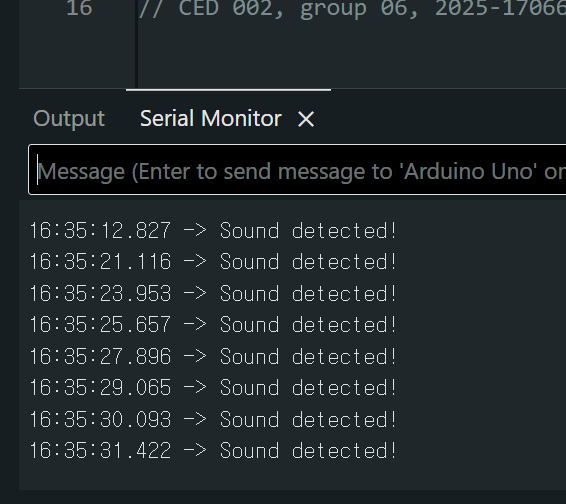 16 // CED 002, group 06, 2025-17066
Output Serial Monitor ×
Message (Enter to send message to 'Arduino Uno' on
16:35:12.827 -> Sound detected!
16:35:21.116 -> Sound detected!
16:35:23.953 -> Sound detected!
16:35:25.657 -> Sound detected!
16:35:27.896 -> Sound detected!
16:35:29.065 -> Sound detected!
16:35:30.093 -> Sound detected!
16:35:31.422 -> Sound detected!